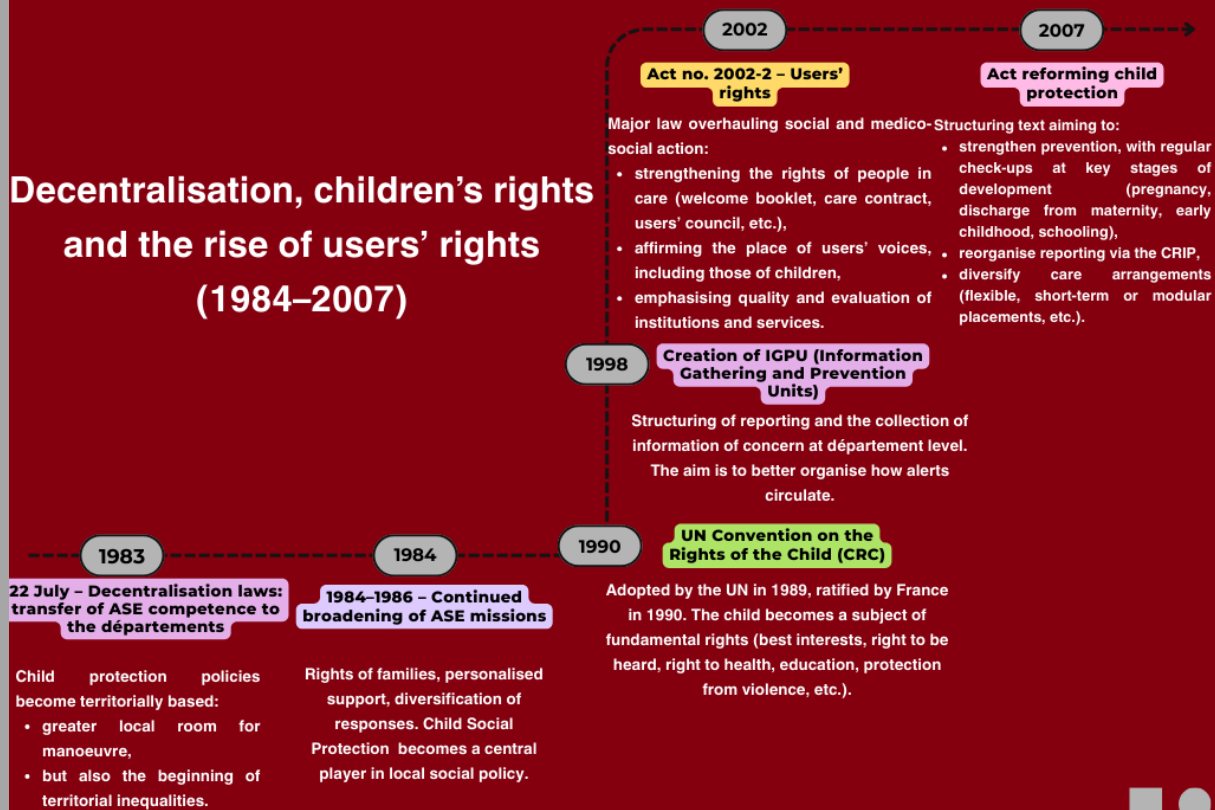 Decentralisation, children's rights
and the rise of users' rights
(1984–2007)
1983
22 July – Decentralisation laws:
transfer of ASE competence to
the départements
Child protection policies
become territorially based:
• greater local room for
manoeuvre,
• but also the beginning of
territorial inequalities.
1984
1984–1986 – Continued
broadening of ASE missions
Rights of families, personalised
support, diversification of
responses. Child Social
Protection becomes a central
player in local social policy.
1990
UN Convention on the
Rights of the Child (CRC)
Adopted by the UN in 1989, ratified by France
in 1990. The child becomes a subject of
fundamental rights (best interests, right to be
heard, right to health, education, protection
from violence, etc.).
1998
Creation of IGPU (Information
Gathering and Prevention
Units)
Structuring of reporting and the collection of
information of concern at département level.
The aim is to better organise how alerts
circulate.
2002
Act no. 2002-2 – Users'
rights
Major law overhauling social and medico-
social action:
• strengthening the rights of people in
care (welcome booklet, care contract,
users' council, etc.),
• affirming the place of users' voices,
including those of children,
• emphasising quality and evaluation of
institutions and services.
2007
Act reforming child
protection
Structuring text aiming to:
• strengthen prevention, with regular
check-ups at key stages of
development (pregnancy,
discharge from maternity, early
childhood, schooling),
• reorganise reporting via the CRIP,
• diversify care arrangements
(flexible, short-term or modular
placements, etc.).